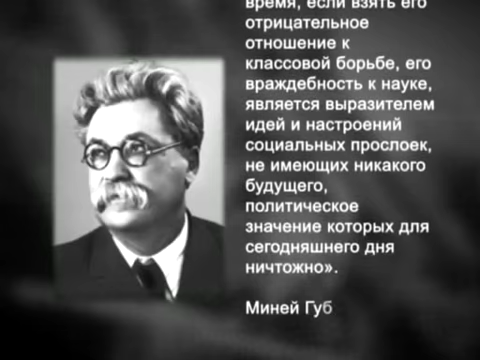 время, если взять его
отрицательное
отношение к
классовой борьбе, его
враждебность к науке,
является выразителем
идей и настроений
социальных прослоек,
не имеющих никакого
будущего,
политическое
значение которых для
сегодняшнего дня
ничтожно».
Миней Губ